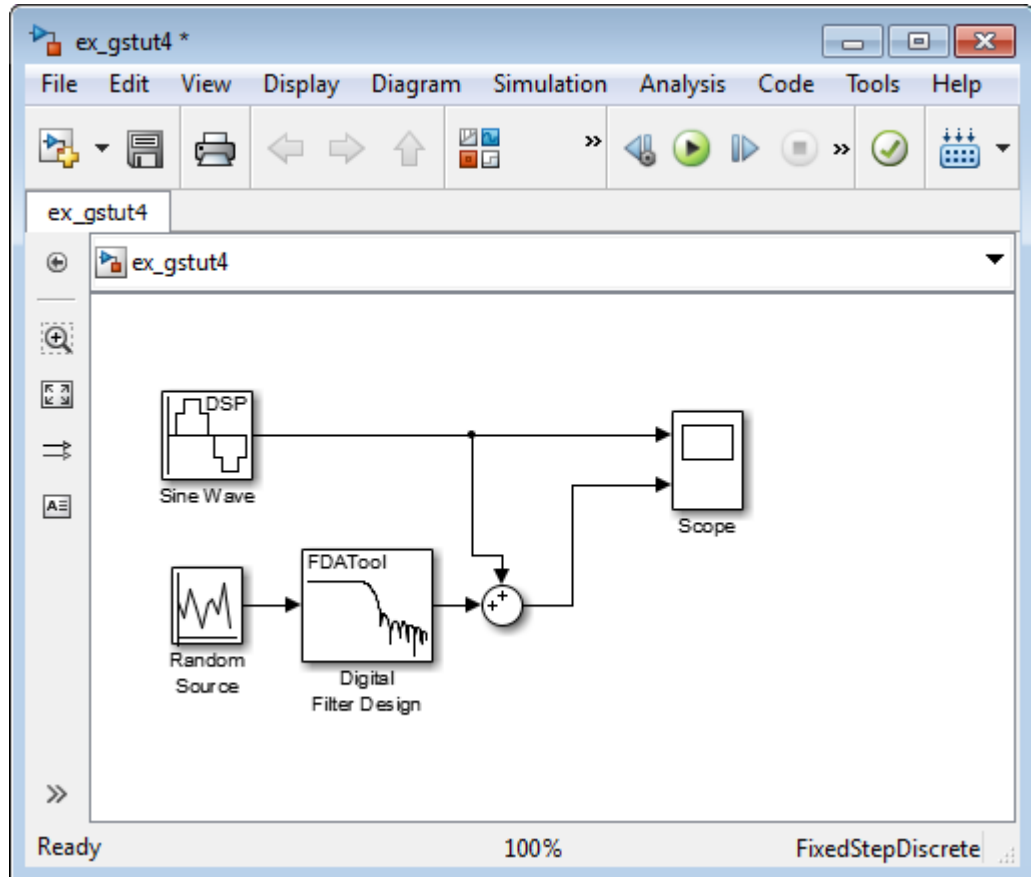 ex_gstut4 *
File Edit View Display Diagram Simulation Analysis Code Tools Help
ex_gstut4
ex_gstut4
DSP
Sine Wave
Scope
FDATool
Random
Source
Digital
Filter Design
Ready 100% FixedStepDiscrete